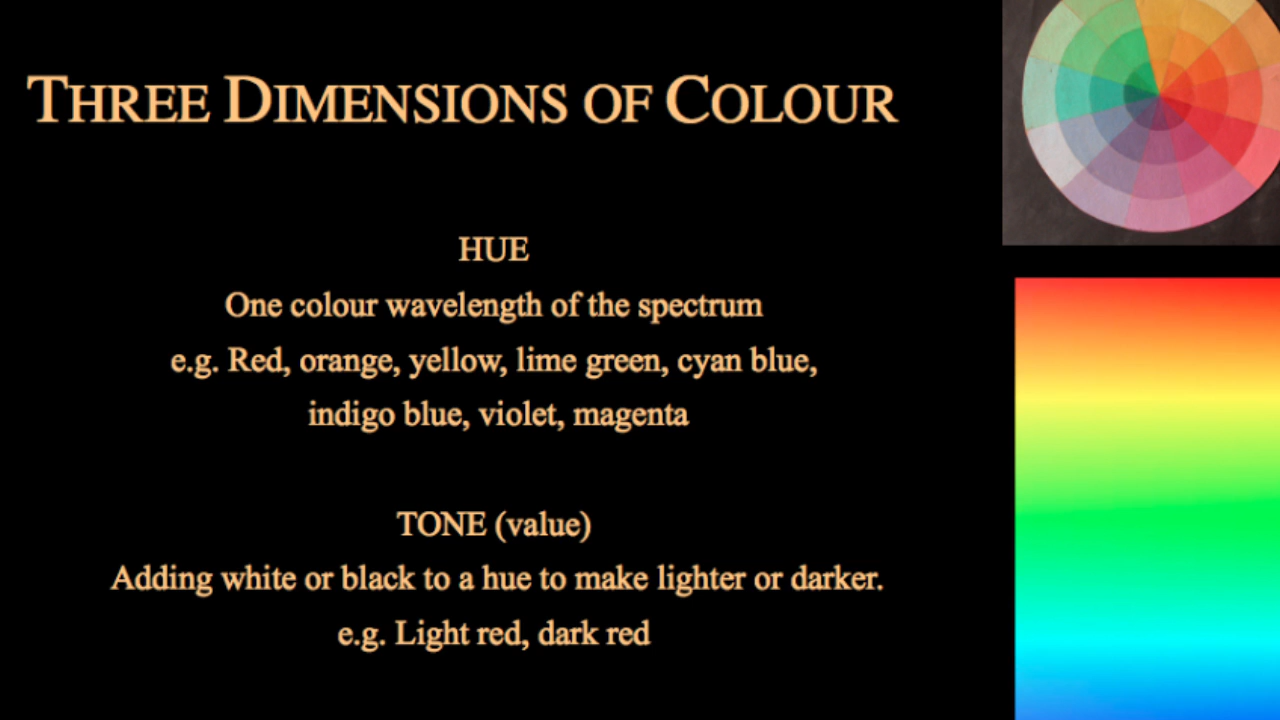 THREE DIMENSIONS OF COLOUR
HUE
One colour wavelength of the spectrum
e.g. Red, orange, yellow, lime green, cyan blue,
indigo blue, violet, magenta
TONE (value)
Adding white or black to a hue to make lighter or darker.
e.g. Light red, dark red